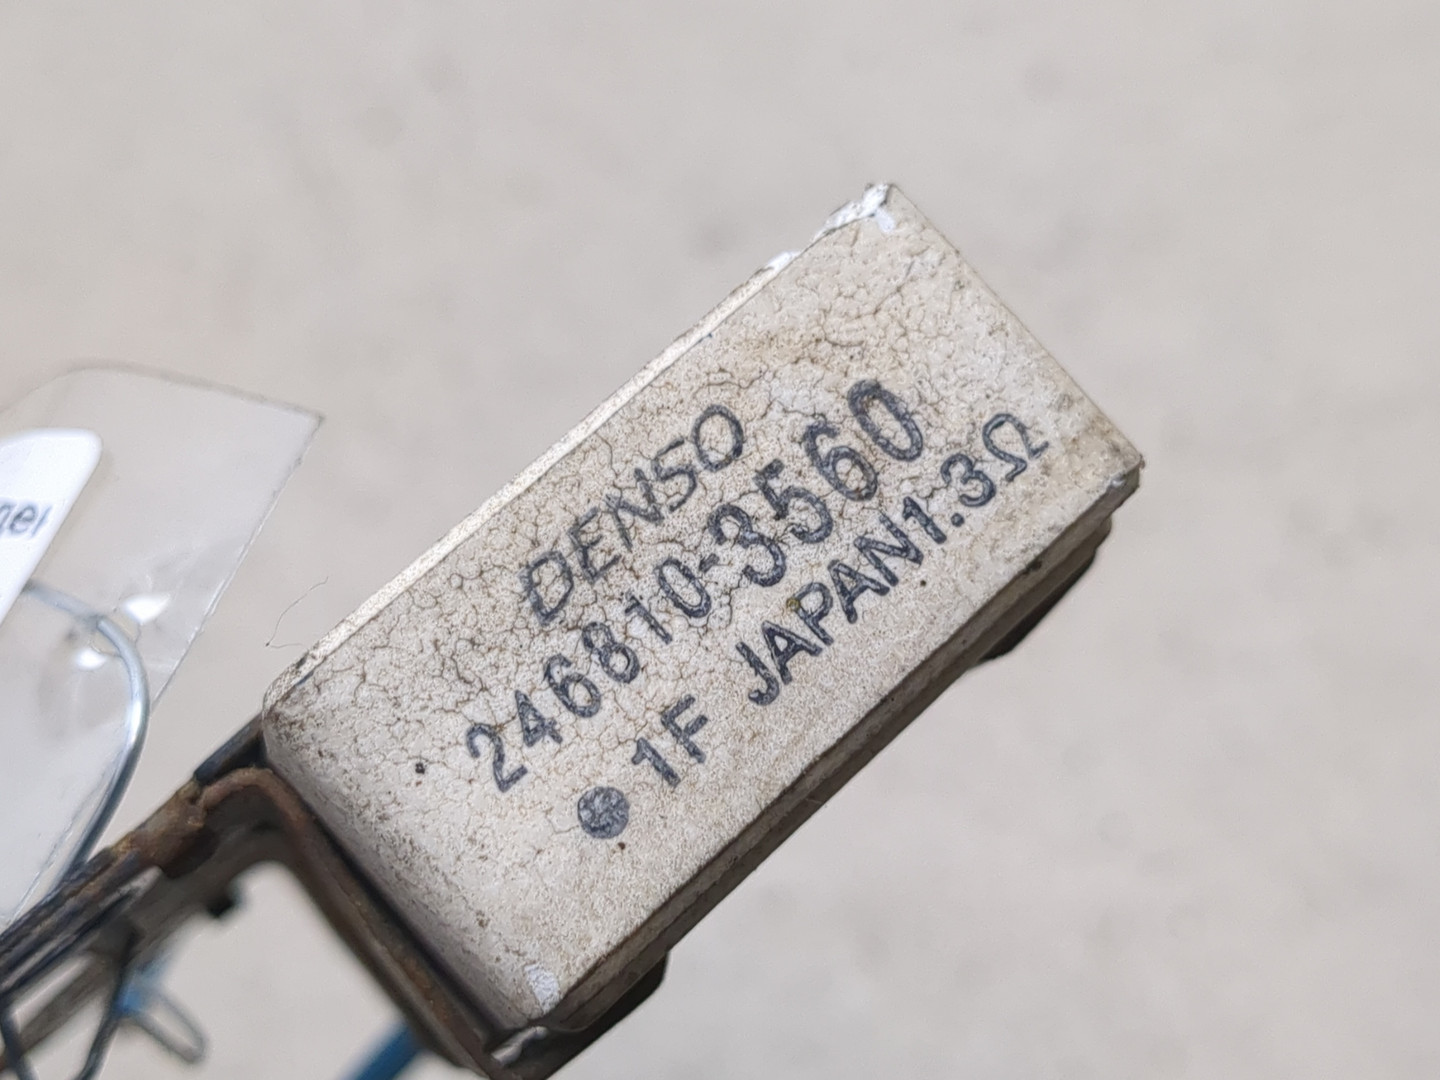 DENSO
246810-3560
● 1F JAPAN1.3Ω